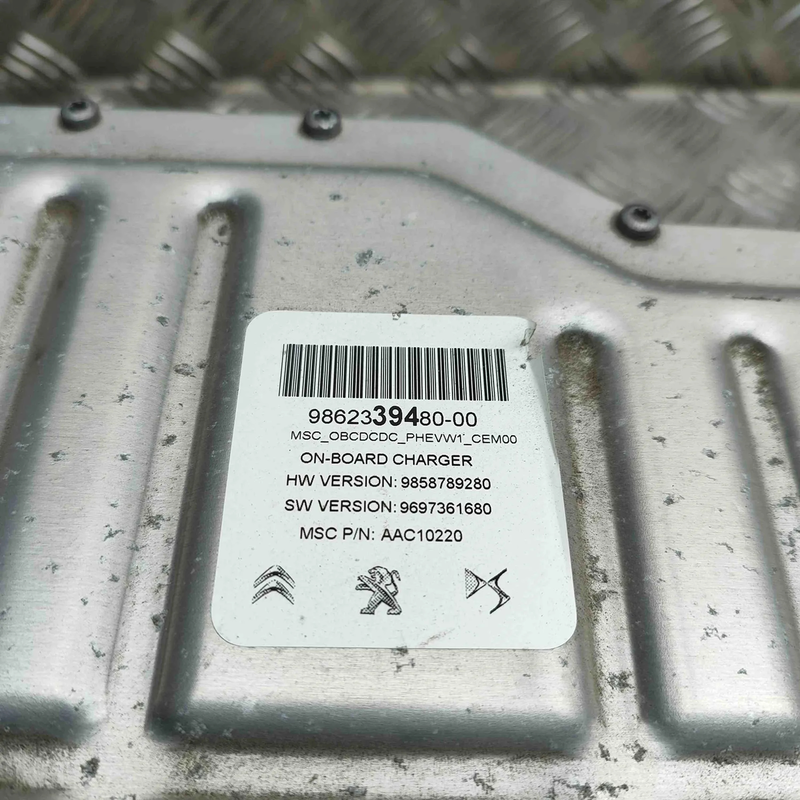 9862339480-00
MSC_OBCDCDC_PHEVW1_CEM00
ON-BOARD CHARGER
HW VERSION: 9858789280
SW VERSION: 9697361680
MSC P/N: AAC10220